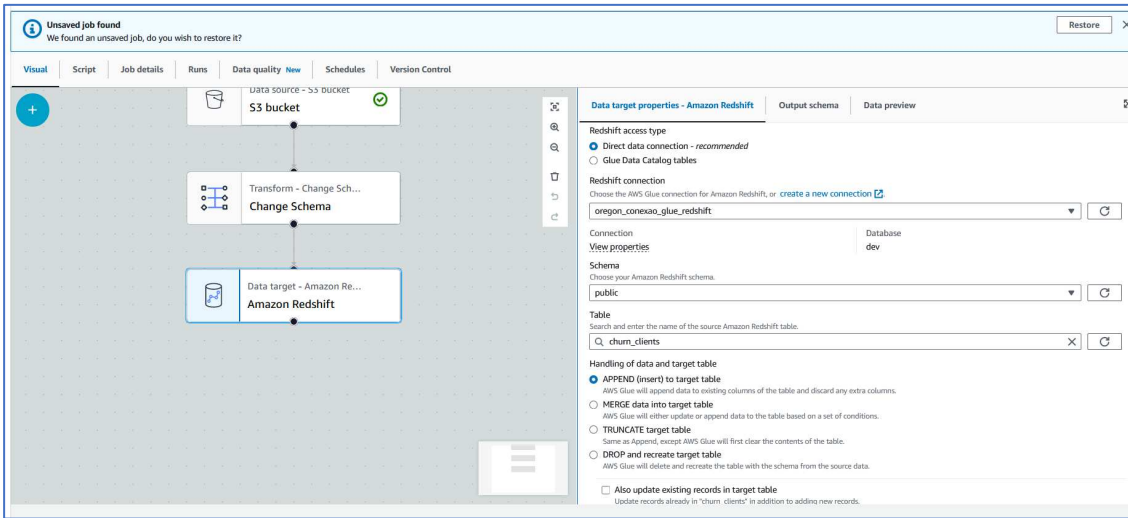 Unsaved job found
We found an unsaved job, do you wish to restore it?
Restore
Visual Script Job details Runs Data quality New Schedules Version Control
Data source - S3 bucket
S3 bucket
Transform - Change Sch...
Change Schema
Data target - Amazon Re...
Amazon Redshift
Data target properties - Amazon Redshift Output schema Data preview
Redshift access type
Direct data connection - recommended
Glue Data Catalog tables
Redshift connection
Choose the AWS Glue connection for Amazon Redshift, or create a new connection.
oregon_conexao_glue_redshift
Connection Database
View properties dev
Schema
Choose your Amazon Redshift schema.
public
Table
Search and enter the name of the source Amazon Redshift table.
churn_clients
Handling of data and target table
APPEND (insert) to target table
AWS Glue will append data to existing columns of the table and discard any extra columns.
MERGE data into target table
AWS Glue will either update or append data to the table based on a set of conditions.
TRUNCATE target table
Same as Append, except AWS Glue will first clear the contents of the table.
DROP and recreate target table
AWS Glue will delete and recreate the table with the schema from the source data.
Also update existing records in target table
Update records already in "churn_clients" in addition to adding new records.